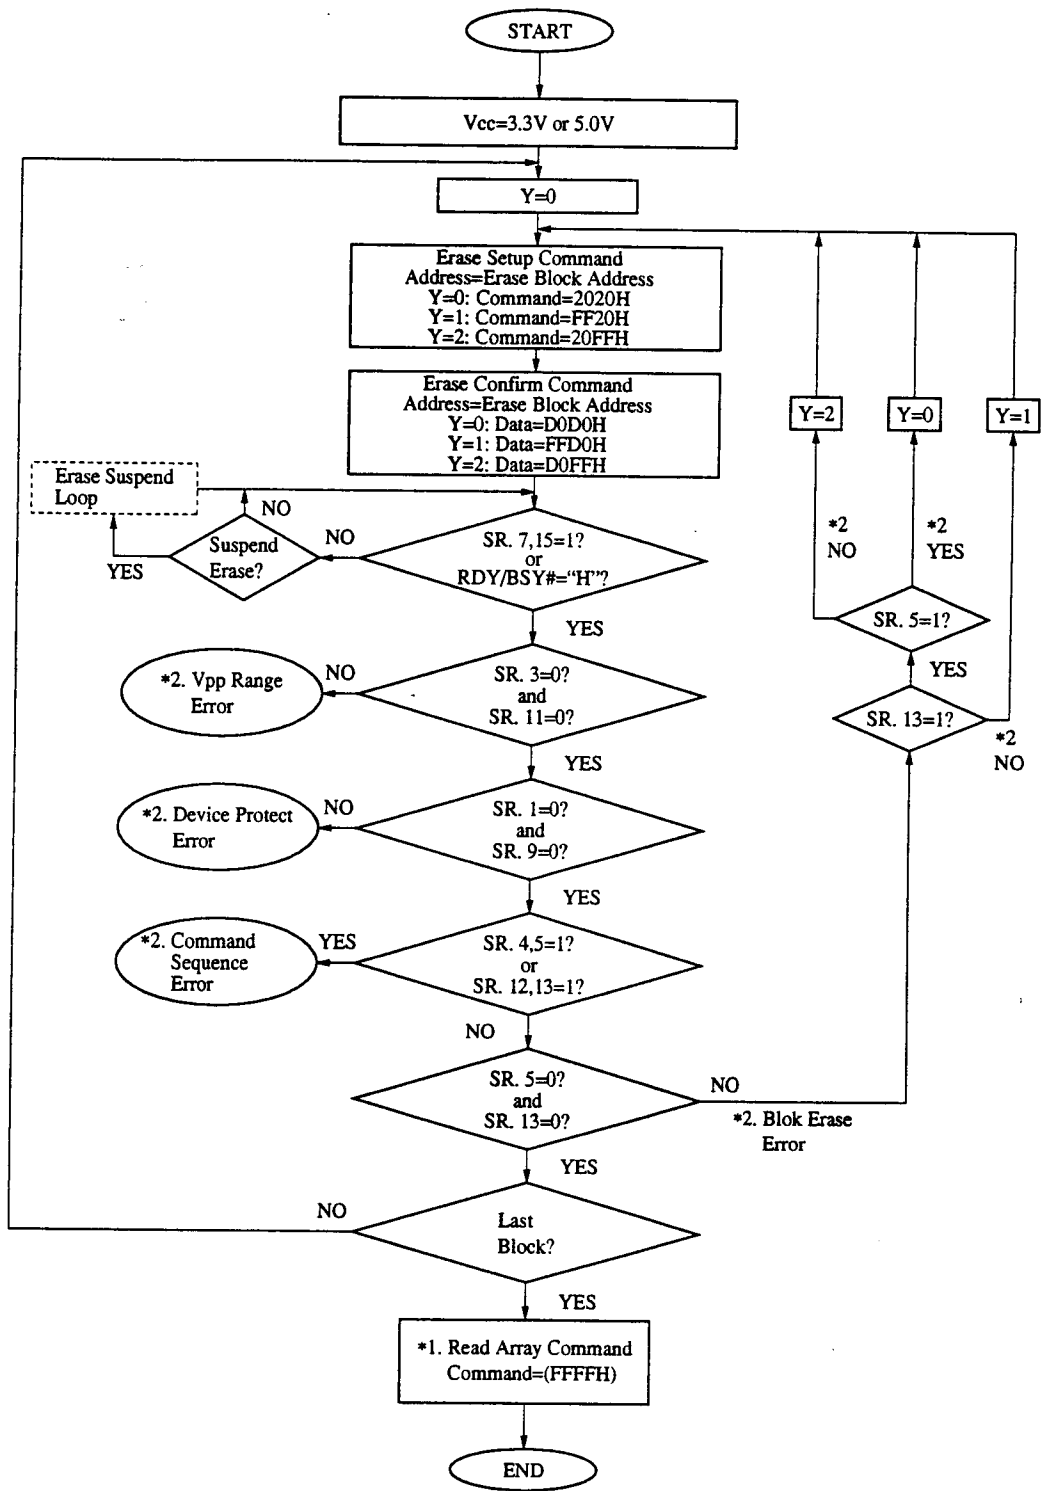 START
Vcc=3.3V or 5.0V
Y=0
Erase Setup Command
Address=Erase Block Address
Y=0: Command=2020H
Y=1: Command=FF20H
Y=2: Command=20FFH
Erase Confirm Command
Address=Erase Block Address
Y=0: Data=D0D0H
Y=1: Data=FFD0H
Y=2: Data=D0FFH
Y=2
Y=0
Y=1
Erase Suspend
Loop
NO
YES
Suspend
Erase?
NO
SR. 7,15=1?
or
RDY/BSY#=“H”?
YES
*2
NO
*2
YES
SR. 5=1?
YES
SR. 13=1?
*2
NO
*2. Vpp Range
Error
NO
SR. 3=0?
and
SR. 11=0?
YES
*2. Device Protect
Error
NO
SR. 1=0?
and
SR. 9=0?
YES
*2. Command
Sequence
Error
YES
SR. 4,5=1?
or
SR. 12,13=1?
NO
SR. 5=0?
and
SR. 13=0?
NO
*2. Blok Erase
Error
YES
NO
Last
Block?
YES
*1. Read Array Command
Command=(FFFFH)
END